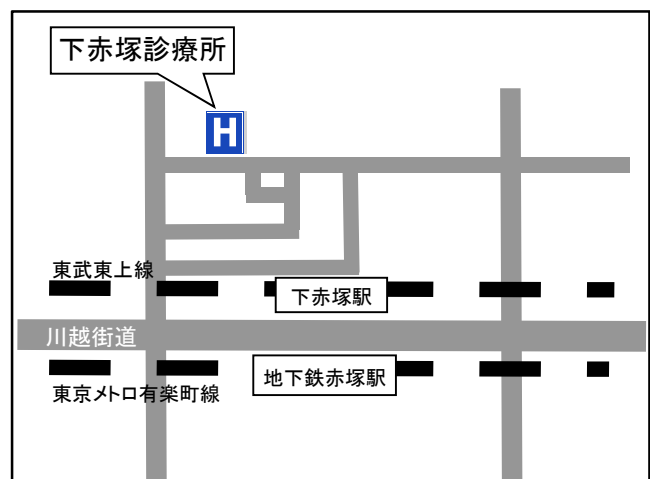 下赤塚診療所
H
東武東上線
下赤塚駅
川越街道
地下鉄赤塚駅
東京メトロ有楽町線